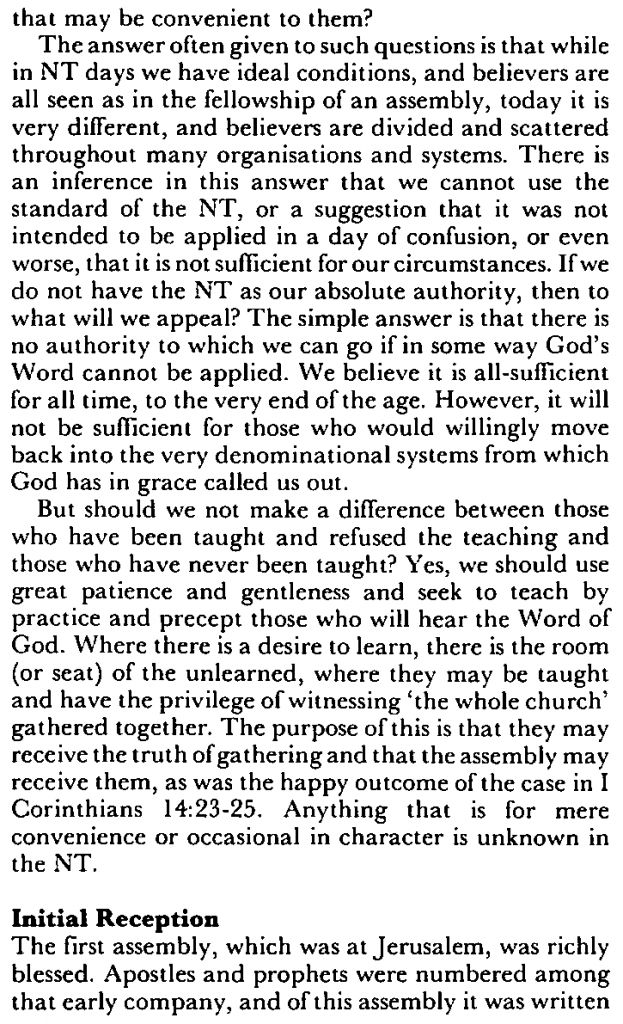 that may be convenient to them?
The answer often given to such questions is that while
in NT days we have ideal conditions, and believers are
all seen as in the fellowship of an assembly, today it is
very different, and believers are divided and scattered
throughout many organisations and systems. There is
an inference in this answer that we cannot use the
standard of the NT, or a suggestion that it was not
intended to be applied in a day of confusion, or even
worse, that it is not sufficient for our circumstances. If we
do not have the NT as our absolute authority, then to
what will we appeal? The simple answer is that there is
no authority to which we can go if in some way God's
Word cannot be applied. We believe it is all-sufficient
for all time, to the very end of the age. However, it will
not be sufficient for those who would willingly move
back into the very denominational systems from which
God has in grace called us out.
But should we not make a difference between those
who have been taught and refused the teaching and
those who have never been taught? Yes, we should use
great patience and gentleness and seek to teach by
practice and precept those who will hear the Word of
God. Where there is a desire to learn, there is the room
(or seat) of the unlearned, where they may be taught
and have the privilege of witnessing ‘the whole church’
gathered together. The purpose of this is that they may
receive the truth of gathering and that the assembly may
receive them, as was the happy outcome of the case in I
Corinthians 14:23-25. Anything that is for mere
convenience or occasional in character is unknown in
the NT.
Initial Reception
The first assembly, which was at Jerusalem, was richly
blessed. Apostles and prophets were numbered among
that early company, and of this assembly it was written